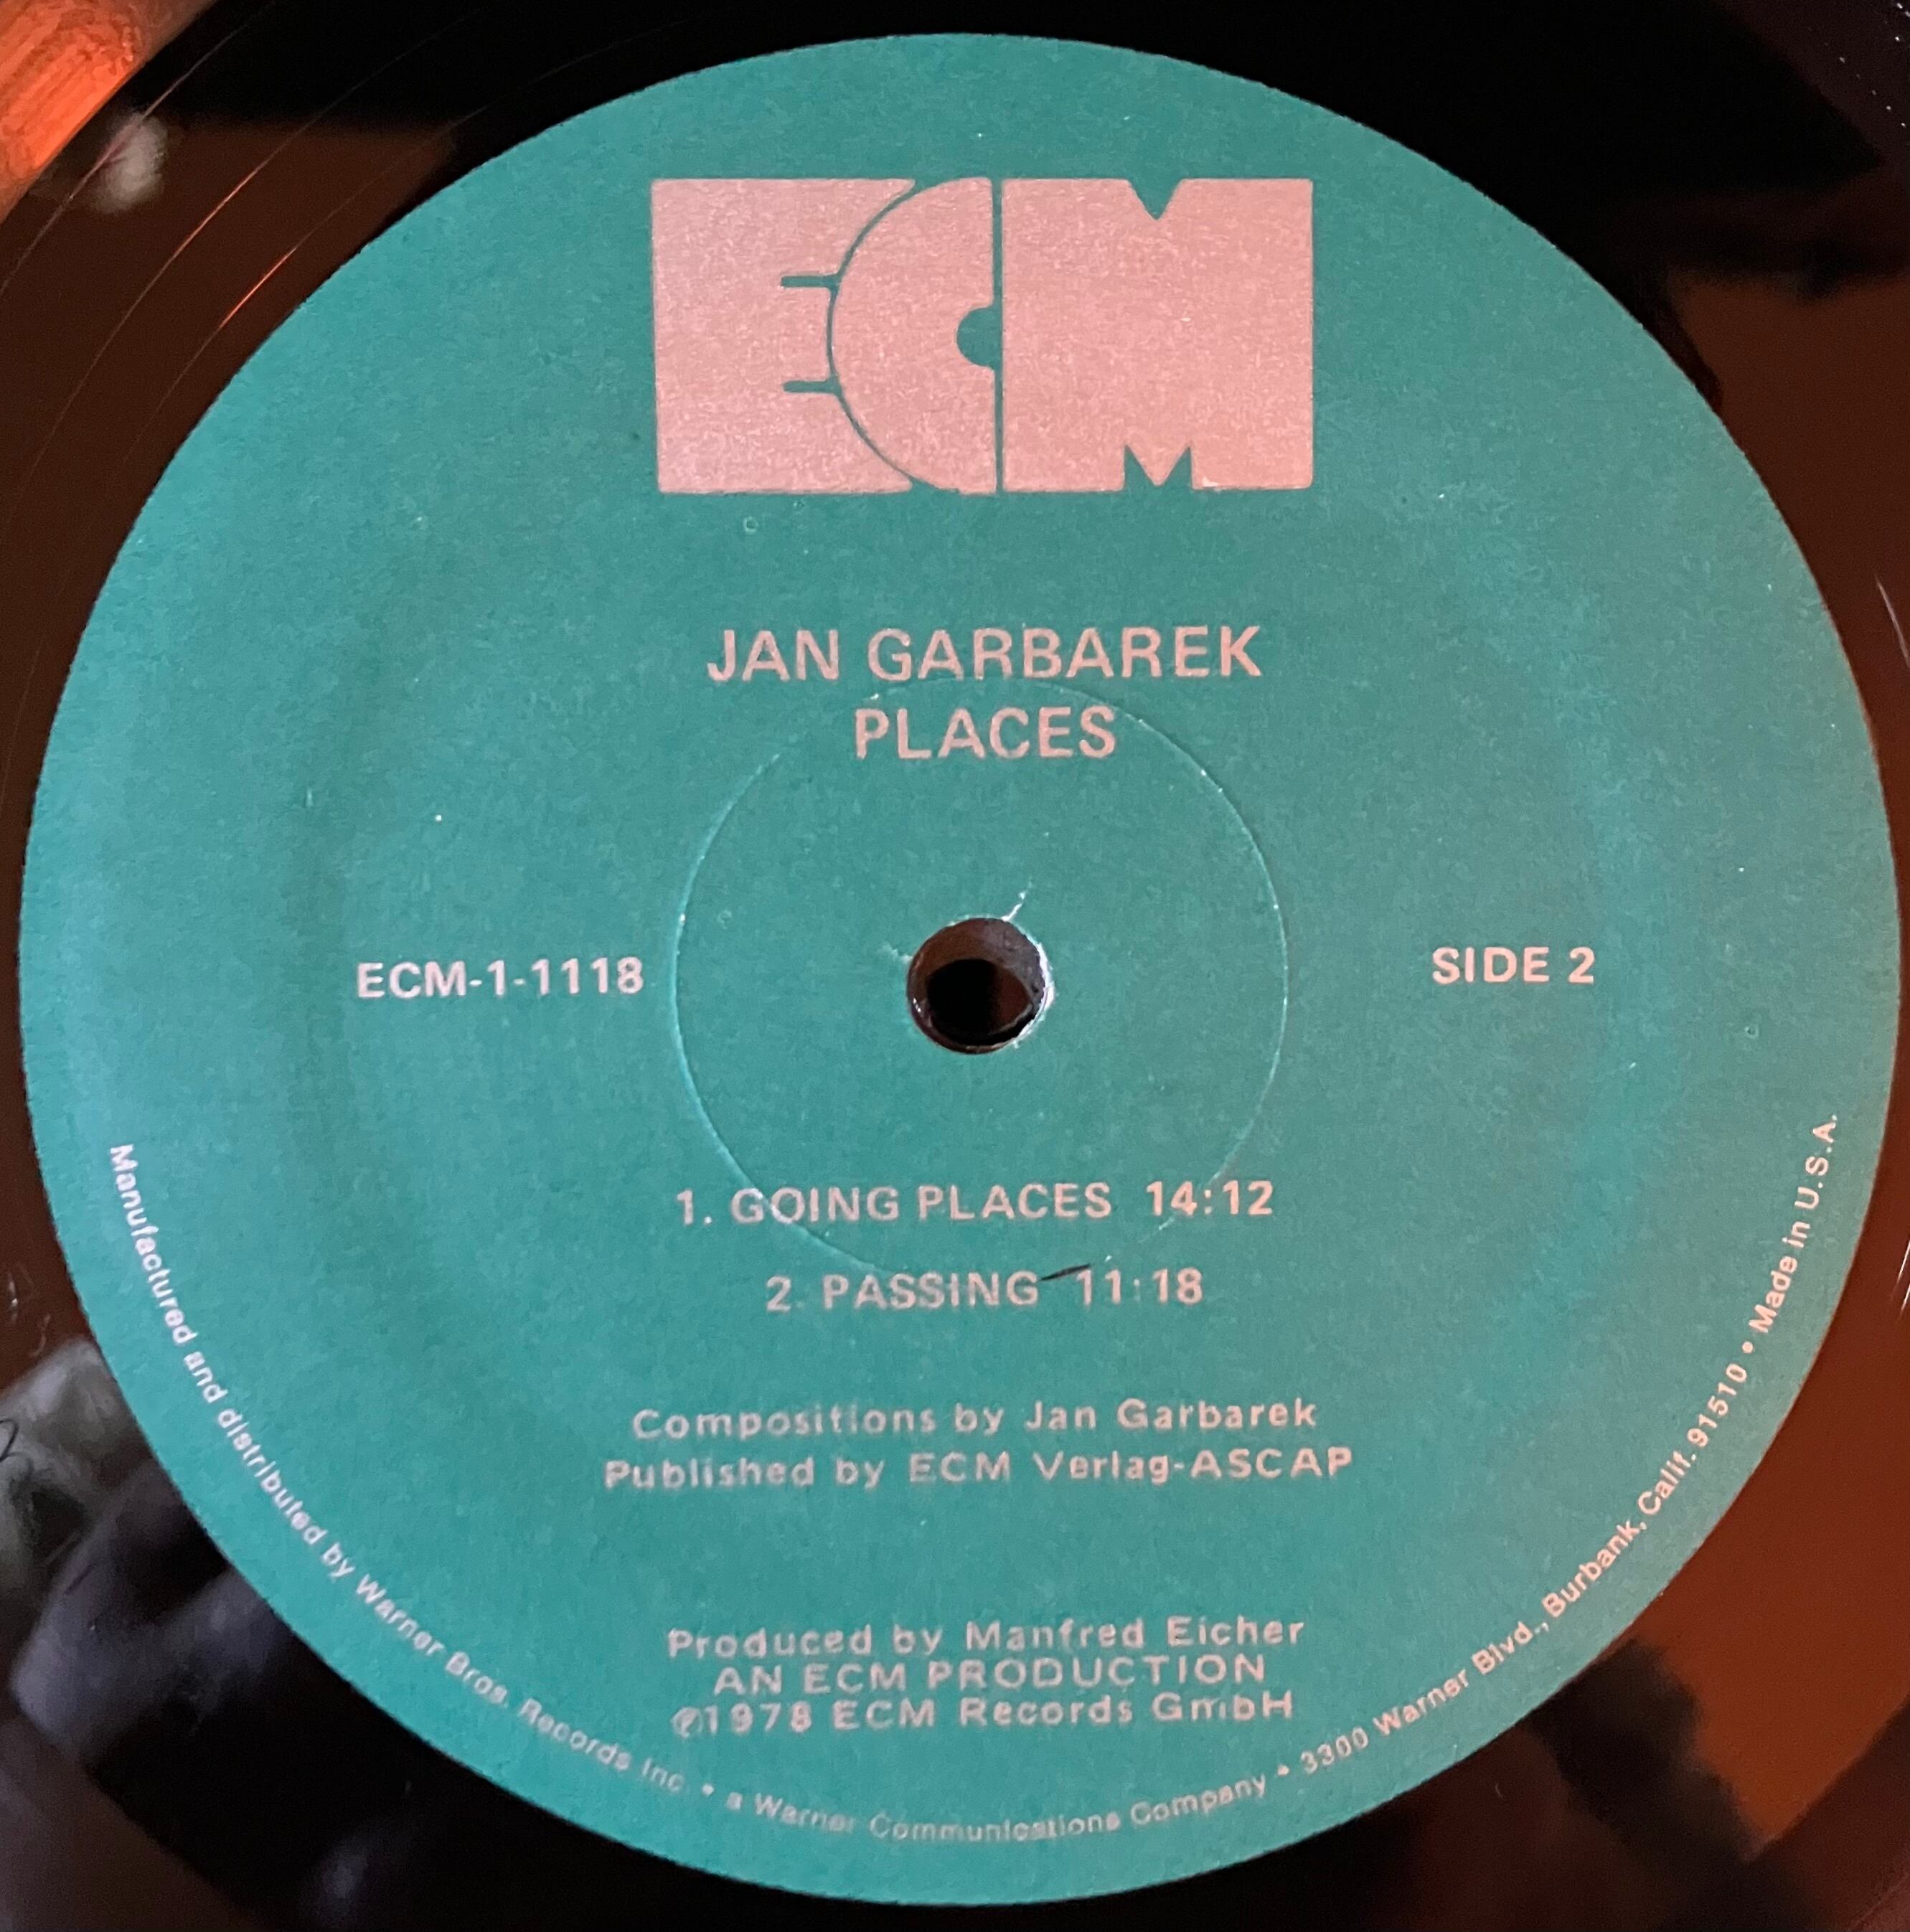 ECM
JAN GARBAREK
PLACES
ECM-1-1118
SIDE 2
1. GOING PLACES 14:12
2. PASSING 11:18
Compositions by Jan Garbarek
Published by ECM Verlag-ASCAP
Produced by Manfred Eicher
AN ECM PRODUCTION
℗1978 ECM Records GmbH
Manufactured and distributed by Warner Bros. Records Inc. • a Warner Communications Company • 3300 Warner Blvd., Burbank, Calif. 91510 • Made in U.S.A.